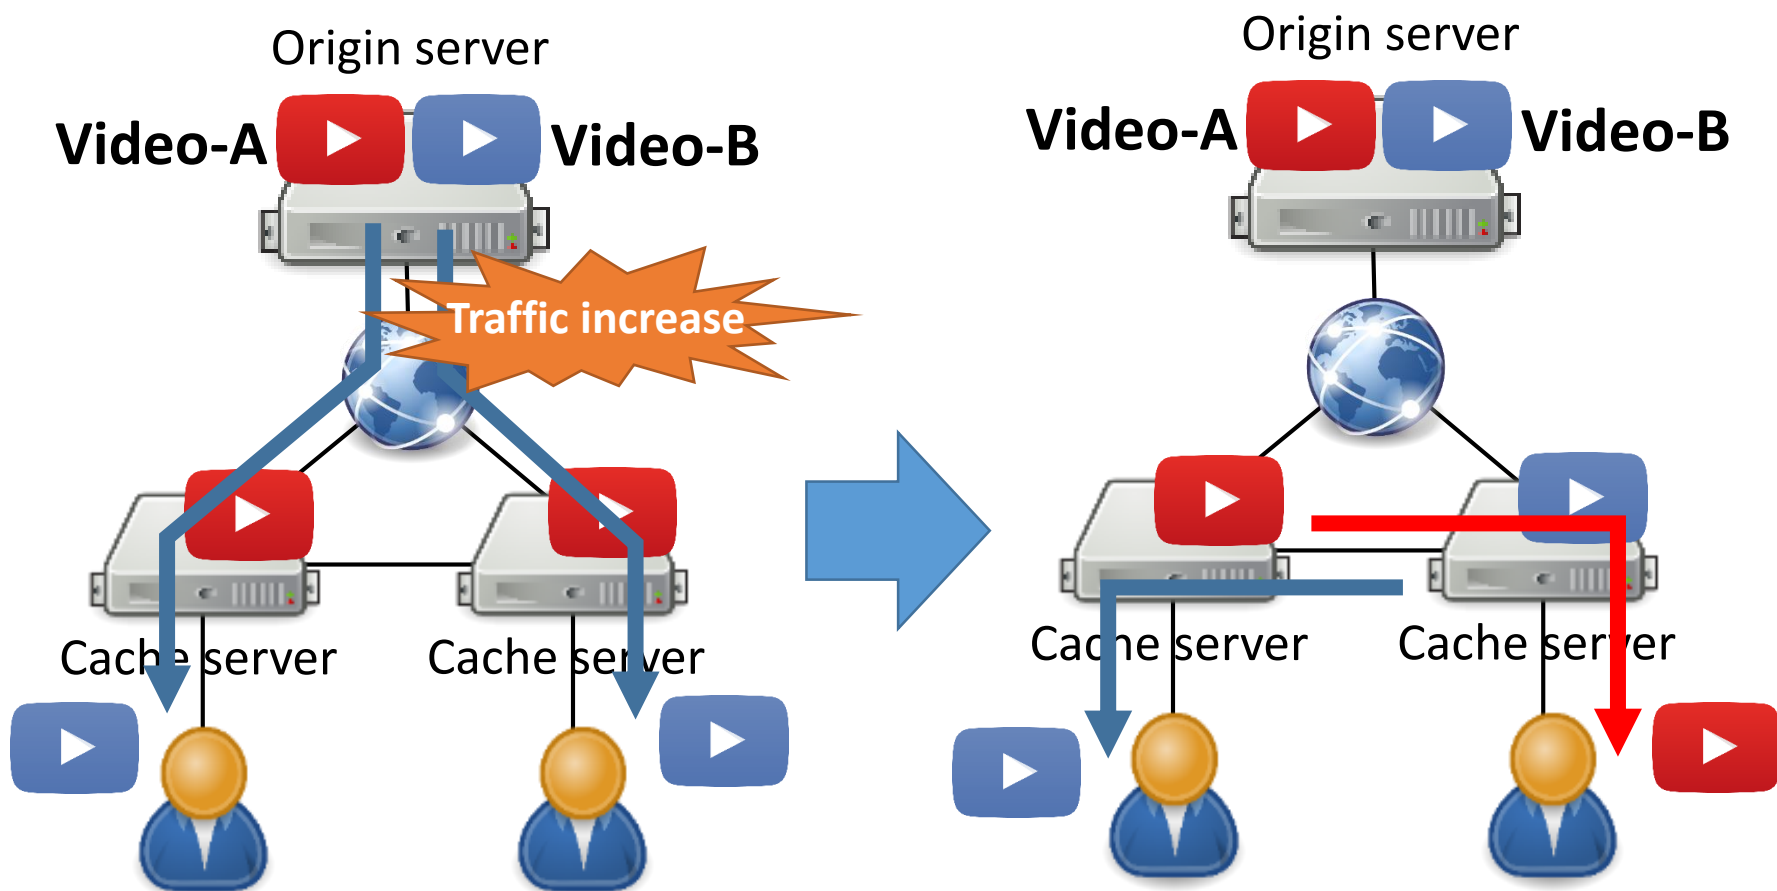 Origin server
Video-A
Video-B
Traffic increase
Cache server
Cache server
Origin server
Video-A
Video-B
Cache server
Cache server